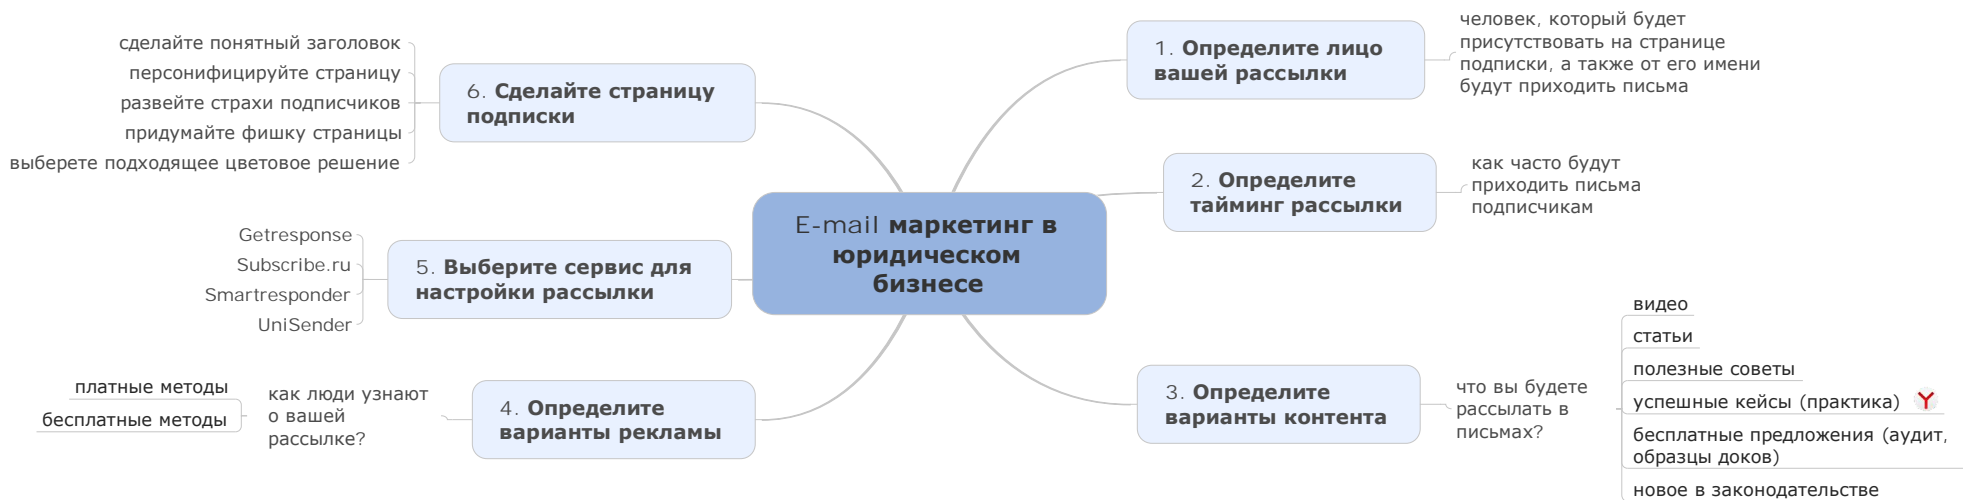 E-mail маркетинг в
юридическом
бизнесе
1. Определите лицо
вашей рассылки
человек, который будет
присутствовать на странице
подписки, а также от его имени
будут приходить письма
2. Определите
тайминг рассылки
как часто будут
приходить письма
подписчикам
3. Определите
варианты контента
что вы будете
рассылать в
письмах?
видео
статьи
полезные советы
успешные кейсы (практика)
бесплатные предложения (аудит,
образцы доков)
новое в законодательстве
4. Определите
варианты рекламы
как люди узнают
о вашей
рассылке?
платные методы
бесплатные методы
5. Выберите сервис для
настройки рассылки
Getresponse
Subscribe.ru
Smartresponder
UniSender
6. Сделайте страницу
подписки
сделайте понятный заголовок
персонифицируйте страницу
развейте страхи подписчиков
придумайте фишку страницы
выберете подходящее цветовое решение